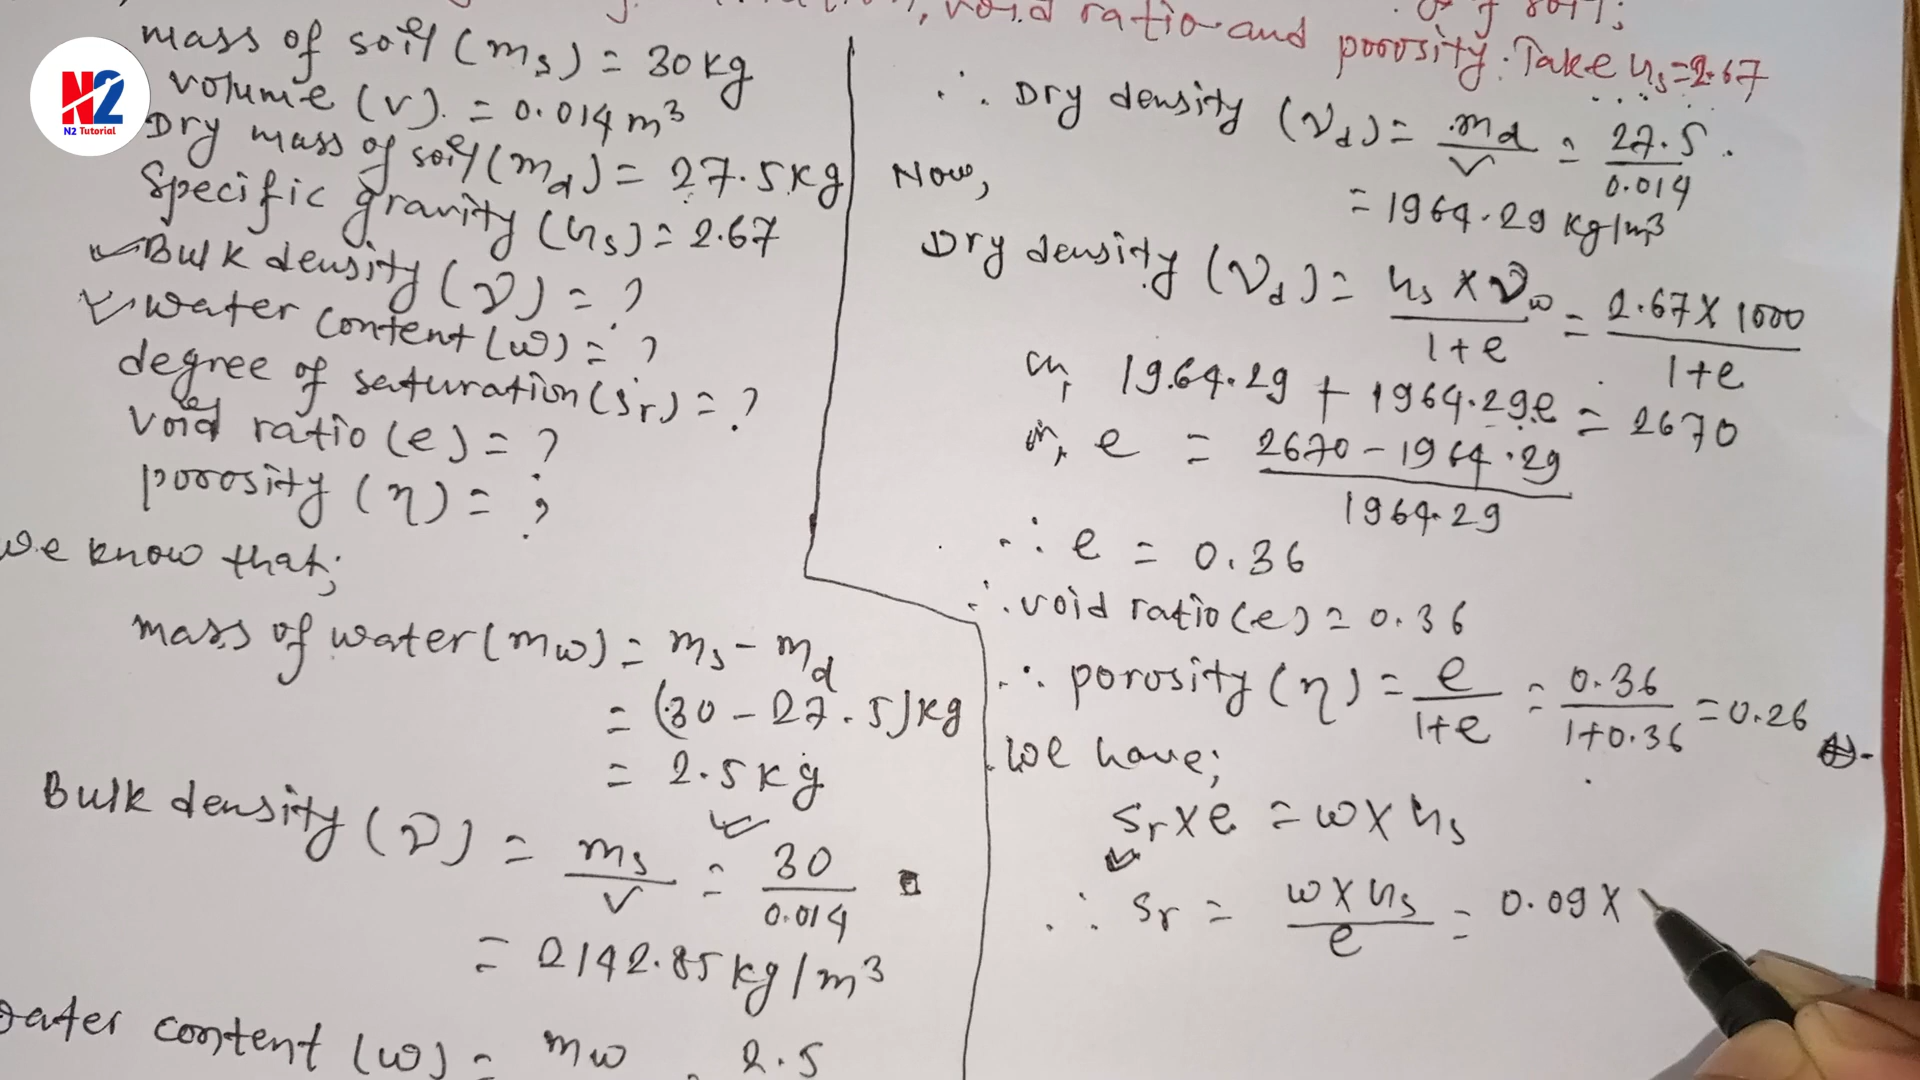 , void ratio and porosity. Take Gs=2.67
N2
N2 Tutorial
mass of soil (ms) = 30 kg
volume (v) = 0.014 m³
Dry mass of soil (md) = 27.5 kg
Specific gravity (Gs) = 2.67
Bulk density (γ) = ?
water content (w) = ?
degree of saturation (Sr) = ?
void ratio (e) = ?
porosity (η) = ?
we know that;
mass of water (mw) = ms - md
= (30 - 27.5) kg
= 2.5 kg
Bulk density (γ) = ms/v = 30/0.014
= 2142.85 kg/m³
water content (w) = mw 2.5
∴ Dry density (γd) = md/v = 27.5/0.014
= 1964.29 kg/m³
Now,
Dry density (γd) = Gs × γw / 1+e = 2.67 × 1000 / 1+e
or, 1964.29 + 1964.29e = 2670
or, e = 2670 - 1964.29 / 1964.29
∴ e = 0.36
∴ void ratio (e) = 0.36
∴ porosity (η) = e/1+e = 0.36/1+0.36 = 0.26
We have;
Sr × e = w × Gs
∴ Sr = w × Gs / e = 0.09 ×